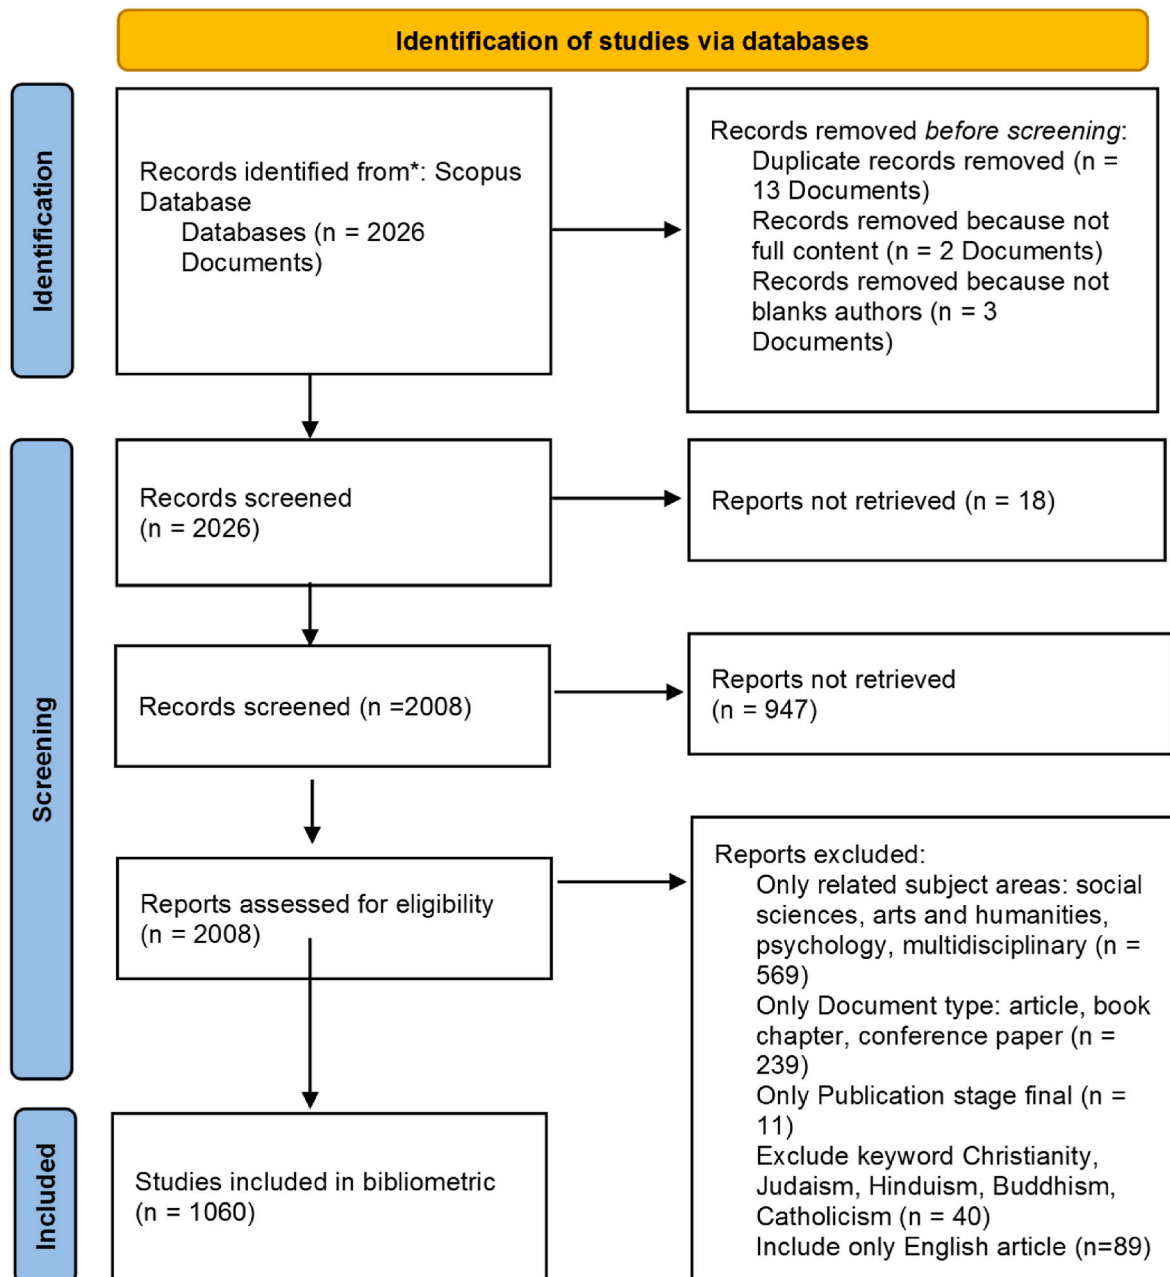 Identification of studies via databases
Identification
Records identified from*: Scopus
Database
Databases (n = 2026
Documents)
Records removed before screening:
Duplicate records removed (n =
13 Documents)
Records removed because not
full content (n = 2 Documents)
Records removed because not
blanks authors (n = 3
Documents)
Screening
Records screened
(n = 2026)
Reports not retrieved (n = 18)
Records screened (n =2008)
Reports not retrieved
(n = 947)
Reports assessed for eligibility
(n = 2008)
Reports excluded:
Only related subject areas: social
sciences, arts and humanities,
psychology, multidisciplinary (n =
569)
Only Document type: article, book
chapter, conference paper (n =
239)
Only Publication stage final (n =
11)
Exclude keyword Christianity,
Judaism, Hinduism, Buddhism,
Catholicism (n = 40)
Include only English article (n=89)
Included
Studies included in bibliometric
(n = 1060)